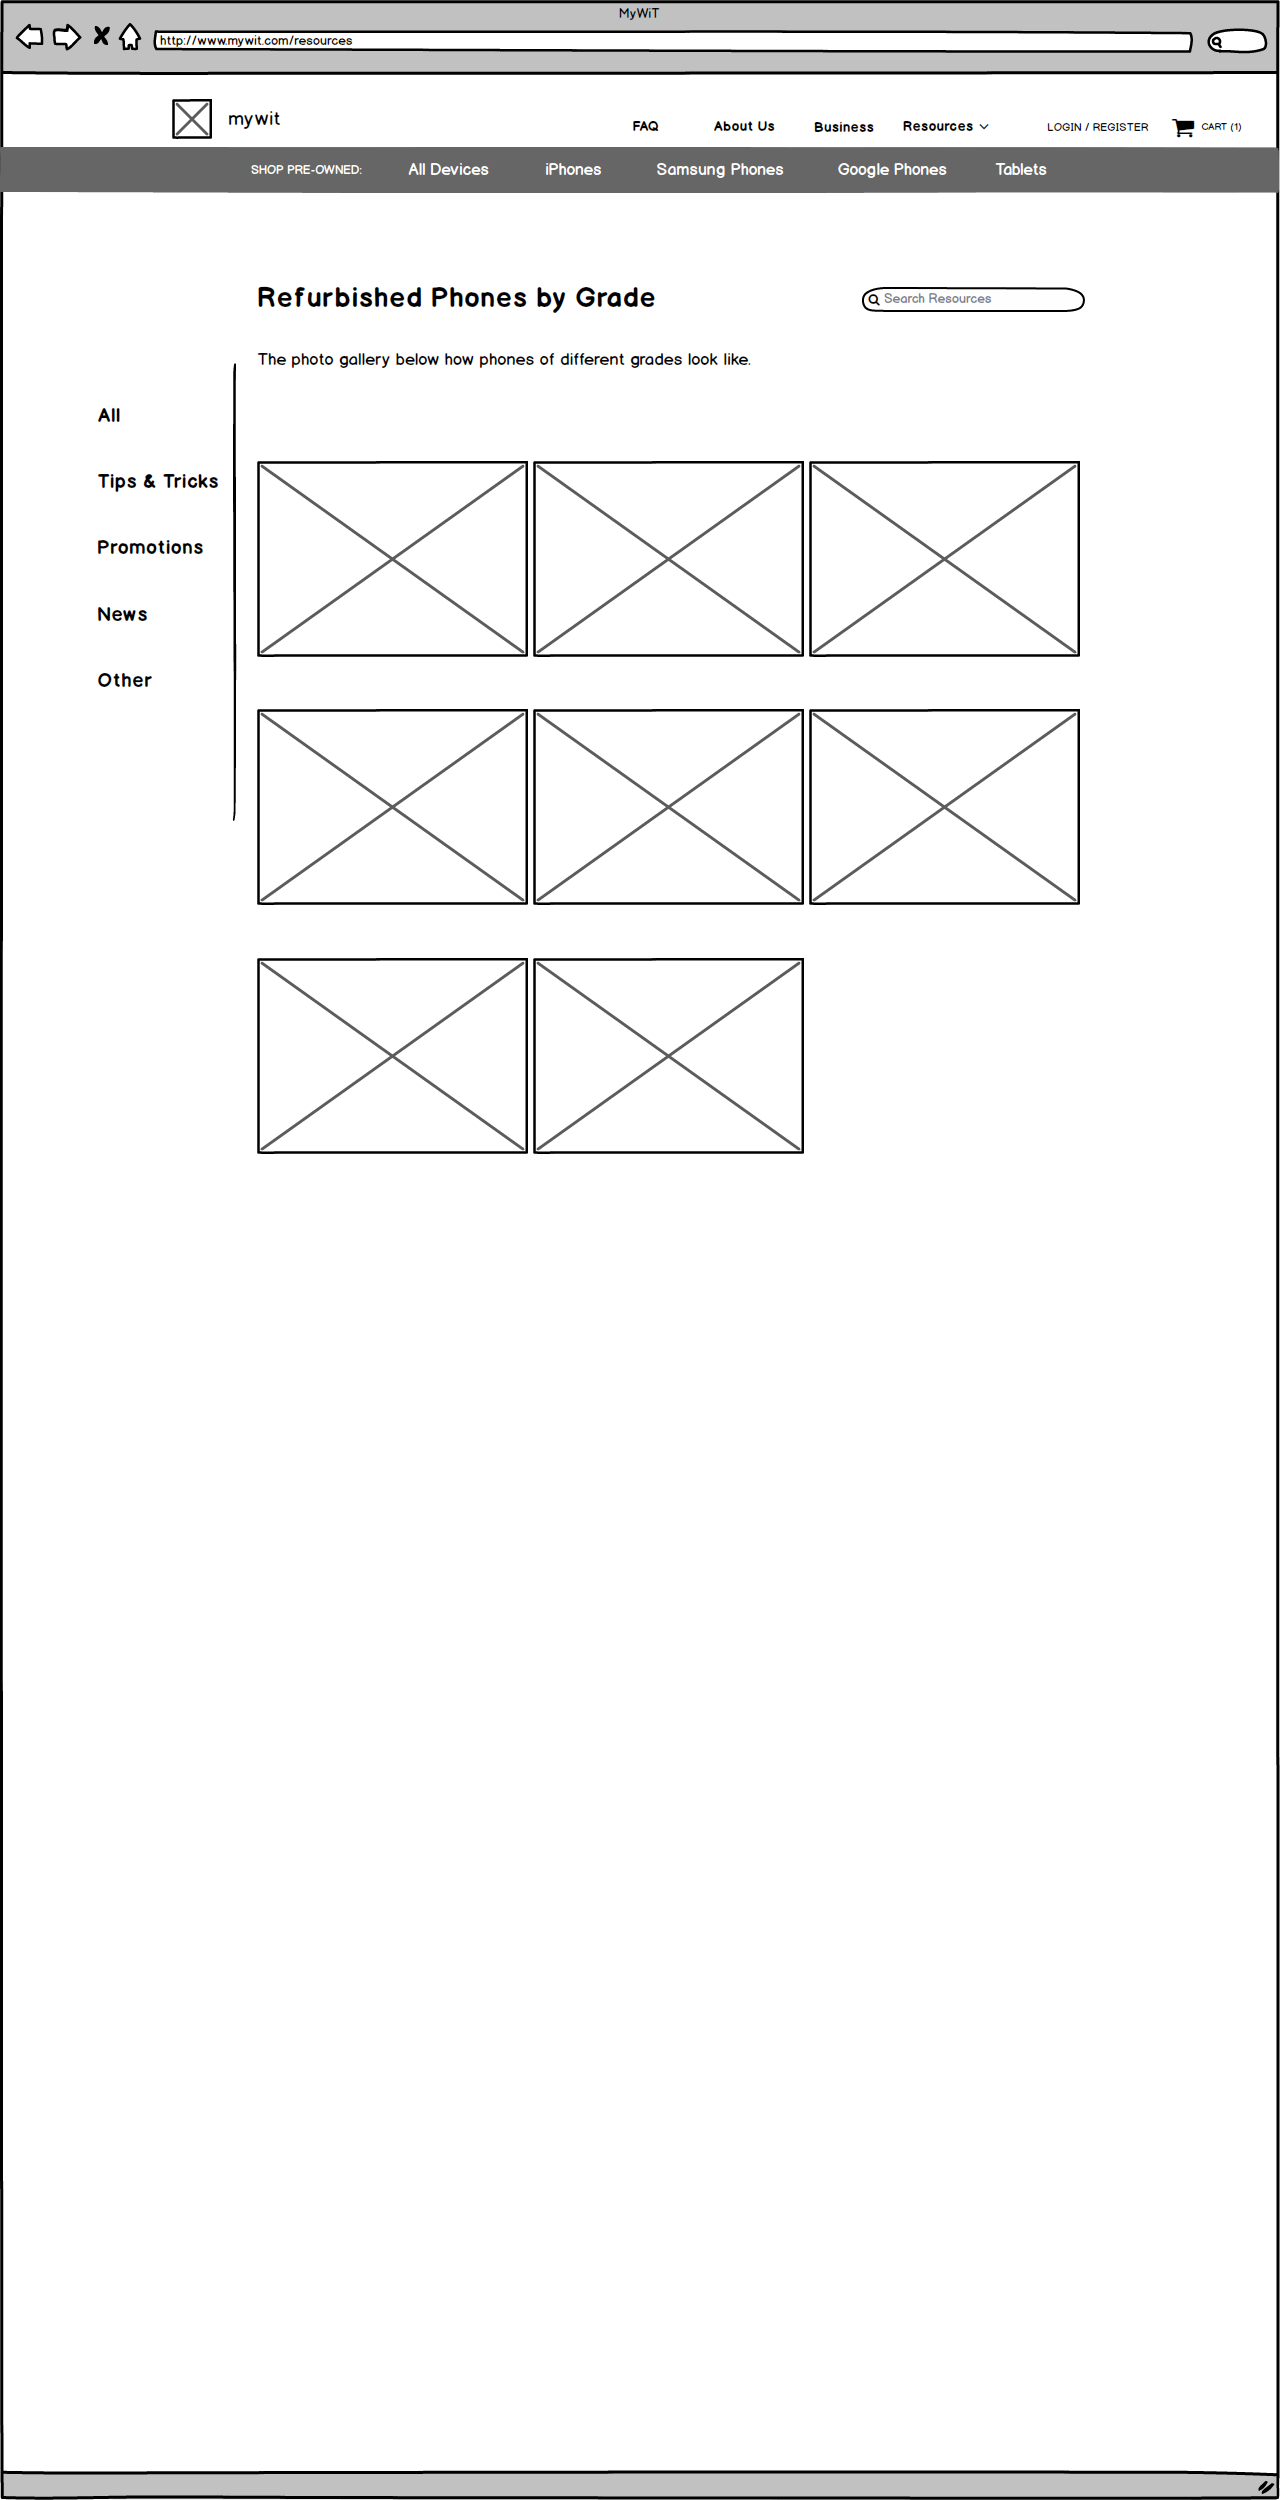 MyWiT
http://www.mywit.com/resources
mywit
FAQ About Us Business Resources LOGIN / REGISTER CART (1)
SHOP PRE-OWNED: All Devices iPhones Samsung Phones Google Phones Tablets
Refurbished Phones by Grade
Search Resources
The photo gallery below how phones of different grades look like.
All
Tips & Tricks
Promotions
News
Other